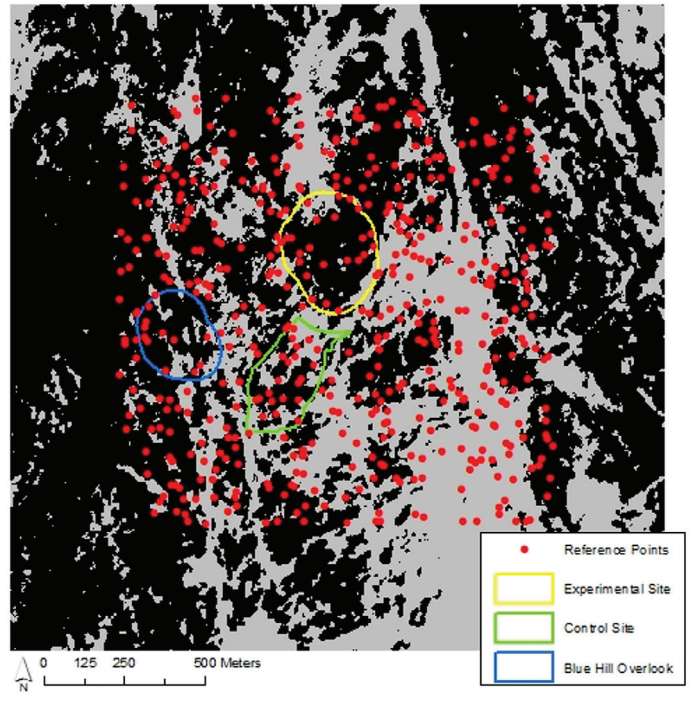 Reference Points
Experimental Site
Control Site
Blue Hill Overlook
0 125 250 500 Meters
N